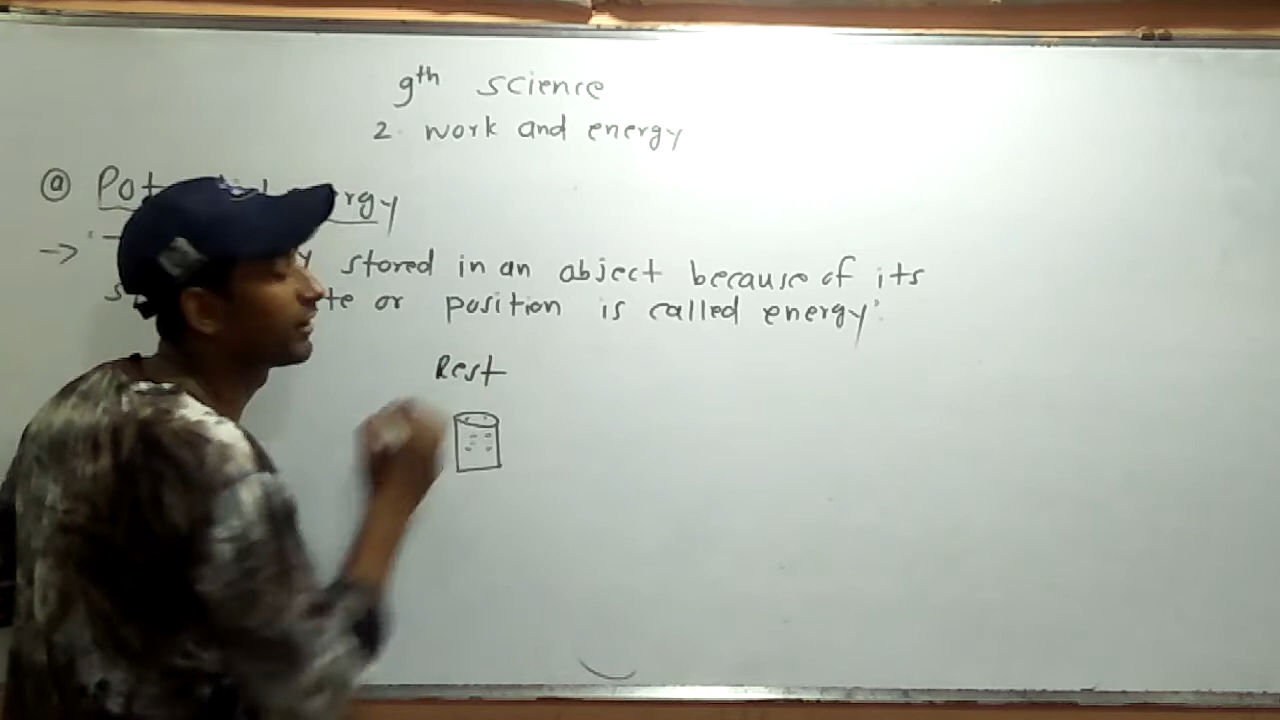 9th science
2. work and energy
@ Pot rgy
-> stored in an abject because of its
te or position is called energy'.
Rest